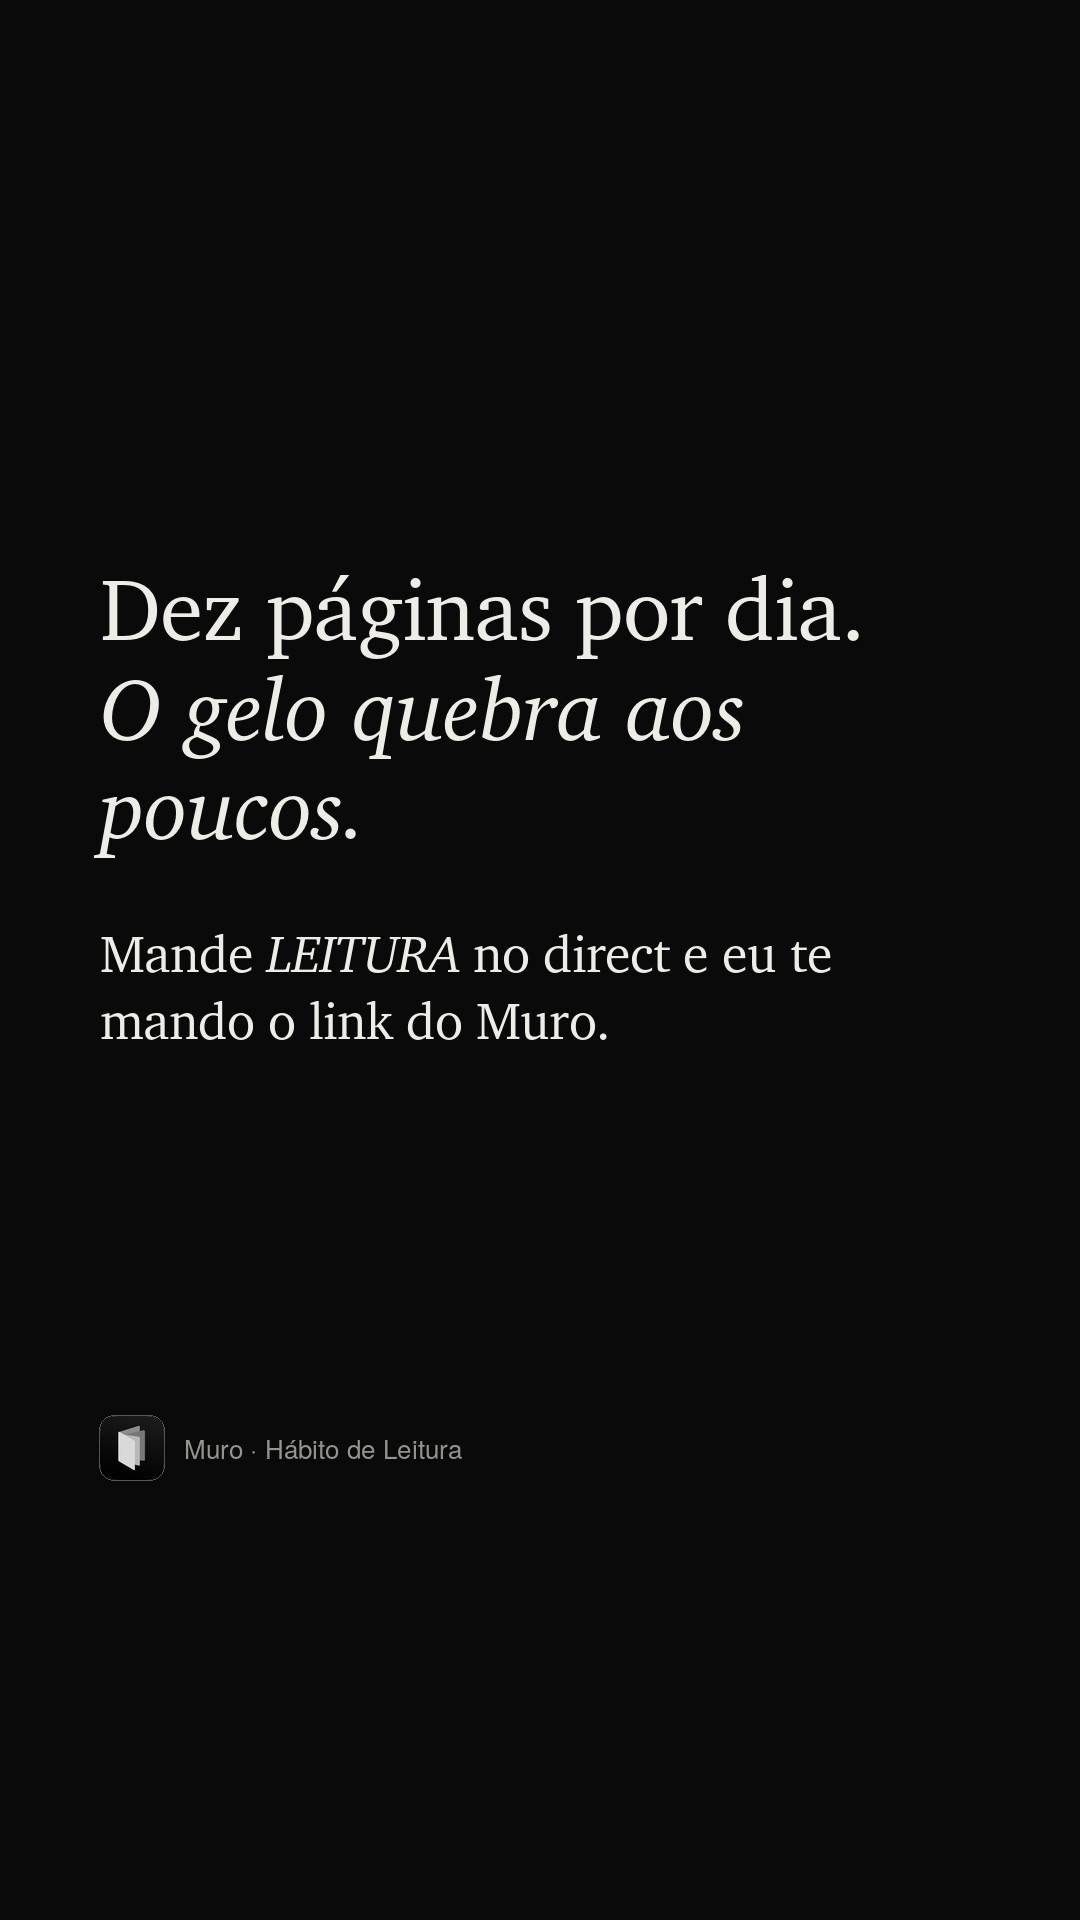 Dez páginas por dia.
O gelo quebra aos
poucos.
Mande LEITURA no direct e eu te
mando o link do Muro.
Muro · Hábito de Leitura